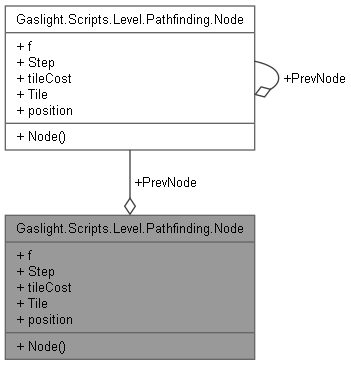 Gaslight.Scripts.Level.Pathfinding.Node
+ f
+ Step
+ tileCost
+ Tile
+ position
+ Node()
+PrevNode
+PrevNode
Gaslight.Scripts.Level.Pathfinding.Node
+ f
+ Step
+ tileCost
+ Tile
+ position
+ Node()